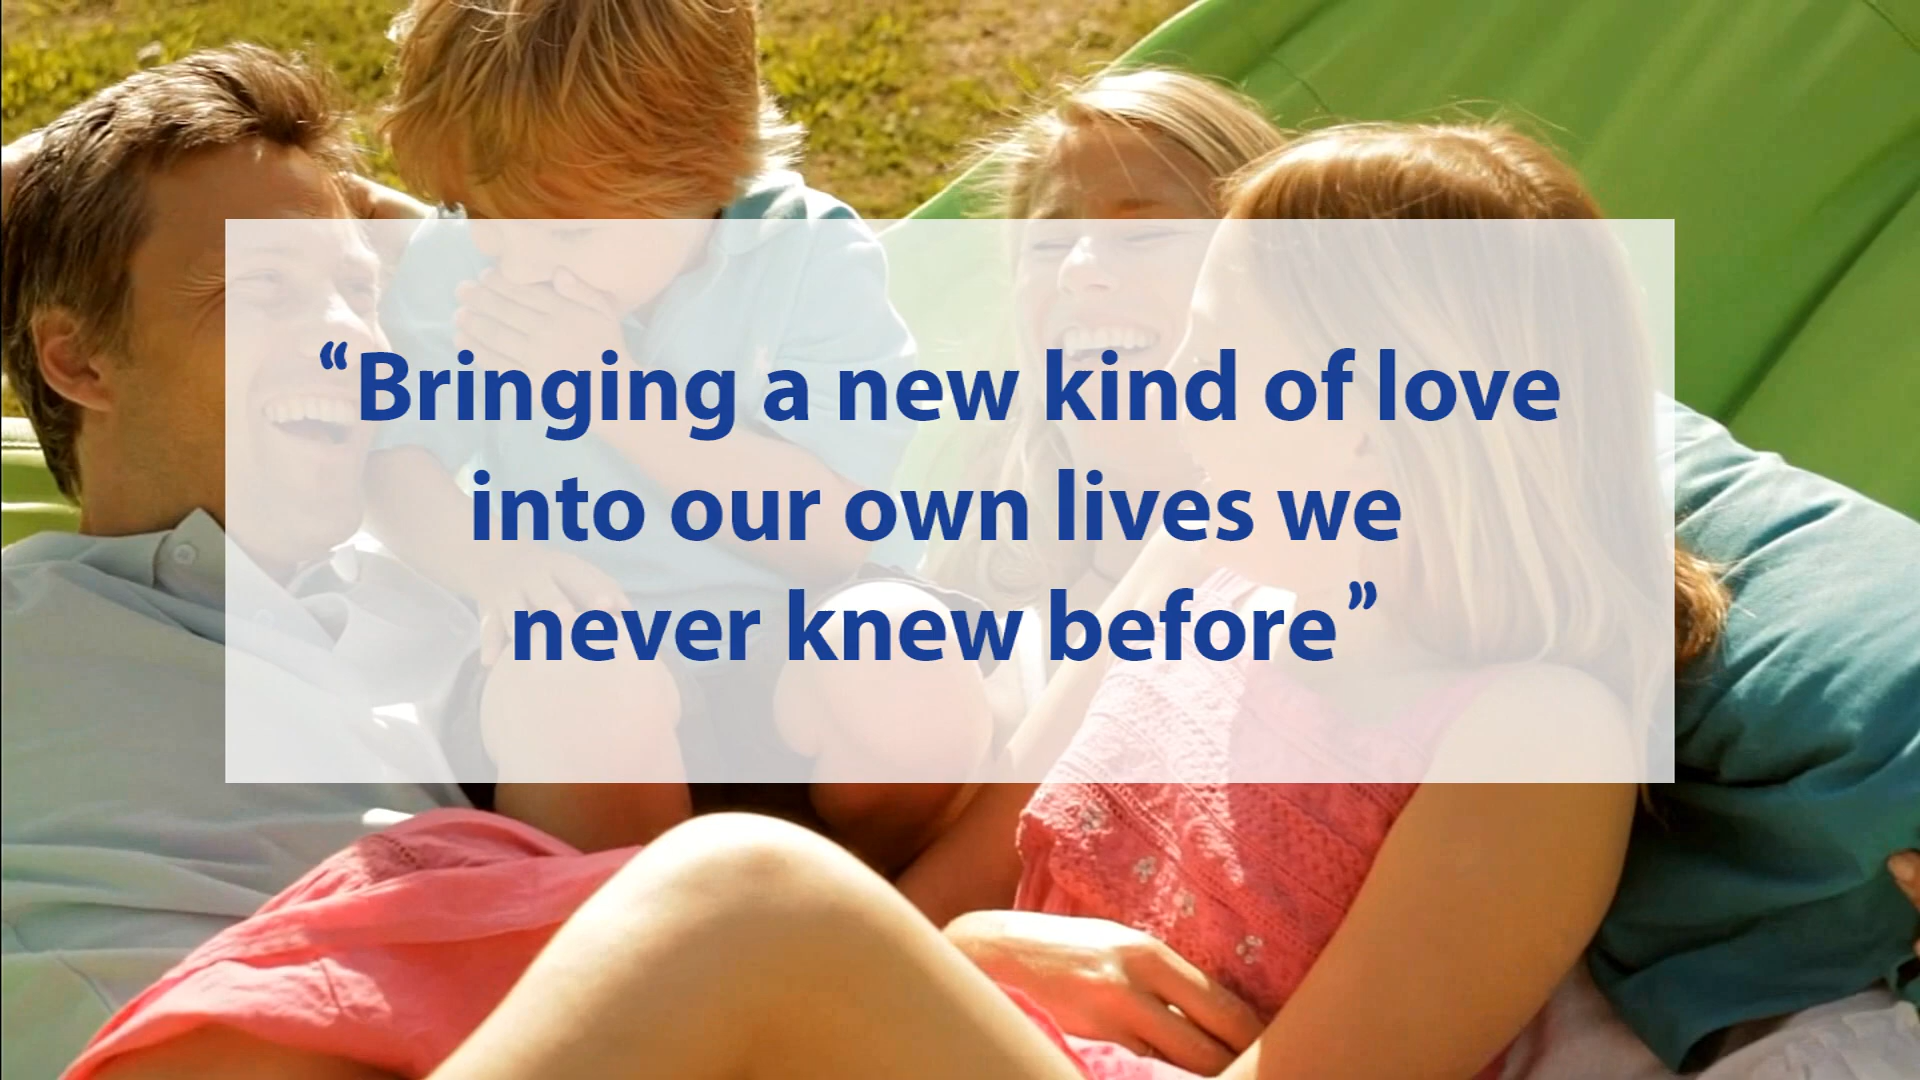 “Bringing a new kind of love
into our own lives we
never knew before”